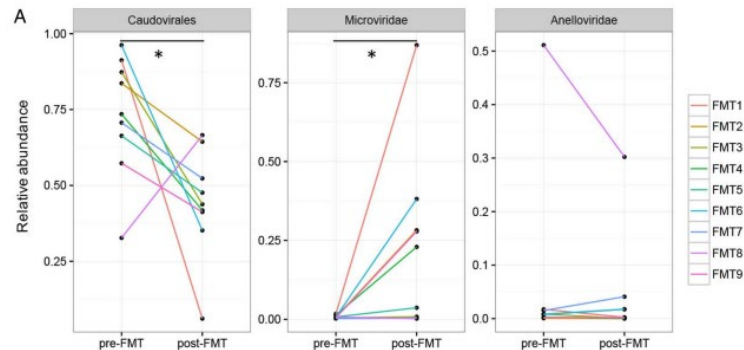 A
Caudovirales Microviridae Anelloviridae
Relative abundance
1.00
0.75
0.50
0.25
*
pre-FMT post-FMT
0.75
0.50
0.25
0.00
*
pre-FMT post-FMT
0.5
0.4
0.3
0.2
0.1
0.0
pre-FMT post-FMT
FMT1
FMT2
FMT3
FMT4
FMT5
FMT6
FMT7
FMT8
FMT9